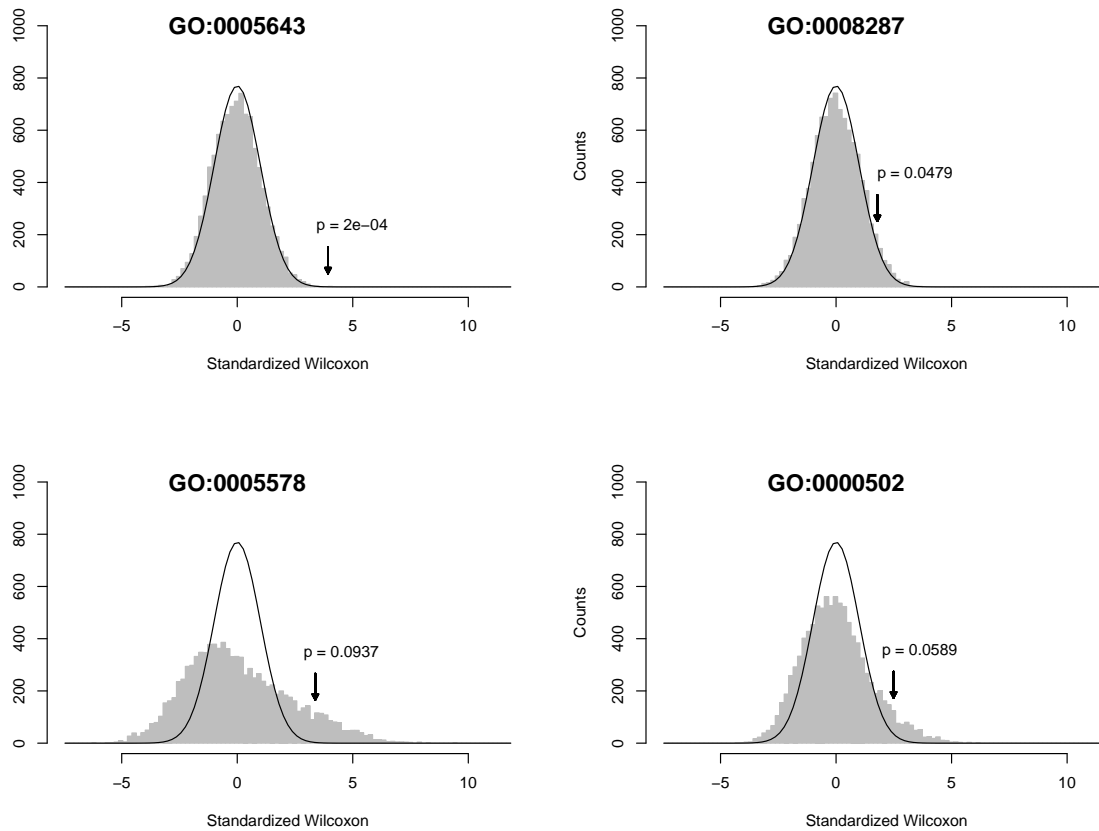 GO:0005643
1000
800
600
400
200
0
p = 2e−04
−5 0 5 10
Standardized Wilcoxon
GO:0008287
Counts
1000
800
600
400
200
0
p = 0.0479
−5 0 5 10
Standardized Wilcoxon
GO:0005578
1000
800
600
400
200
0
p = 0.0937
−5 0 5 10
Standardized Wilcoxon
GO:0000502
Counts
1000
800
600
400
200
0
p = 0.0589
−5 0 5 10
Standardized Wilcoxon